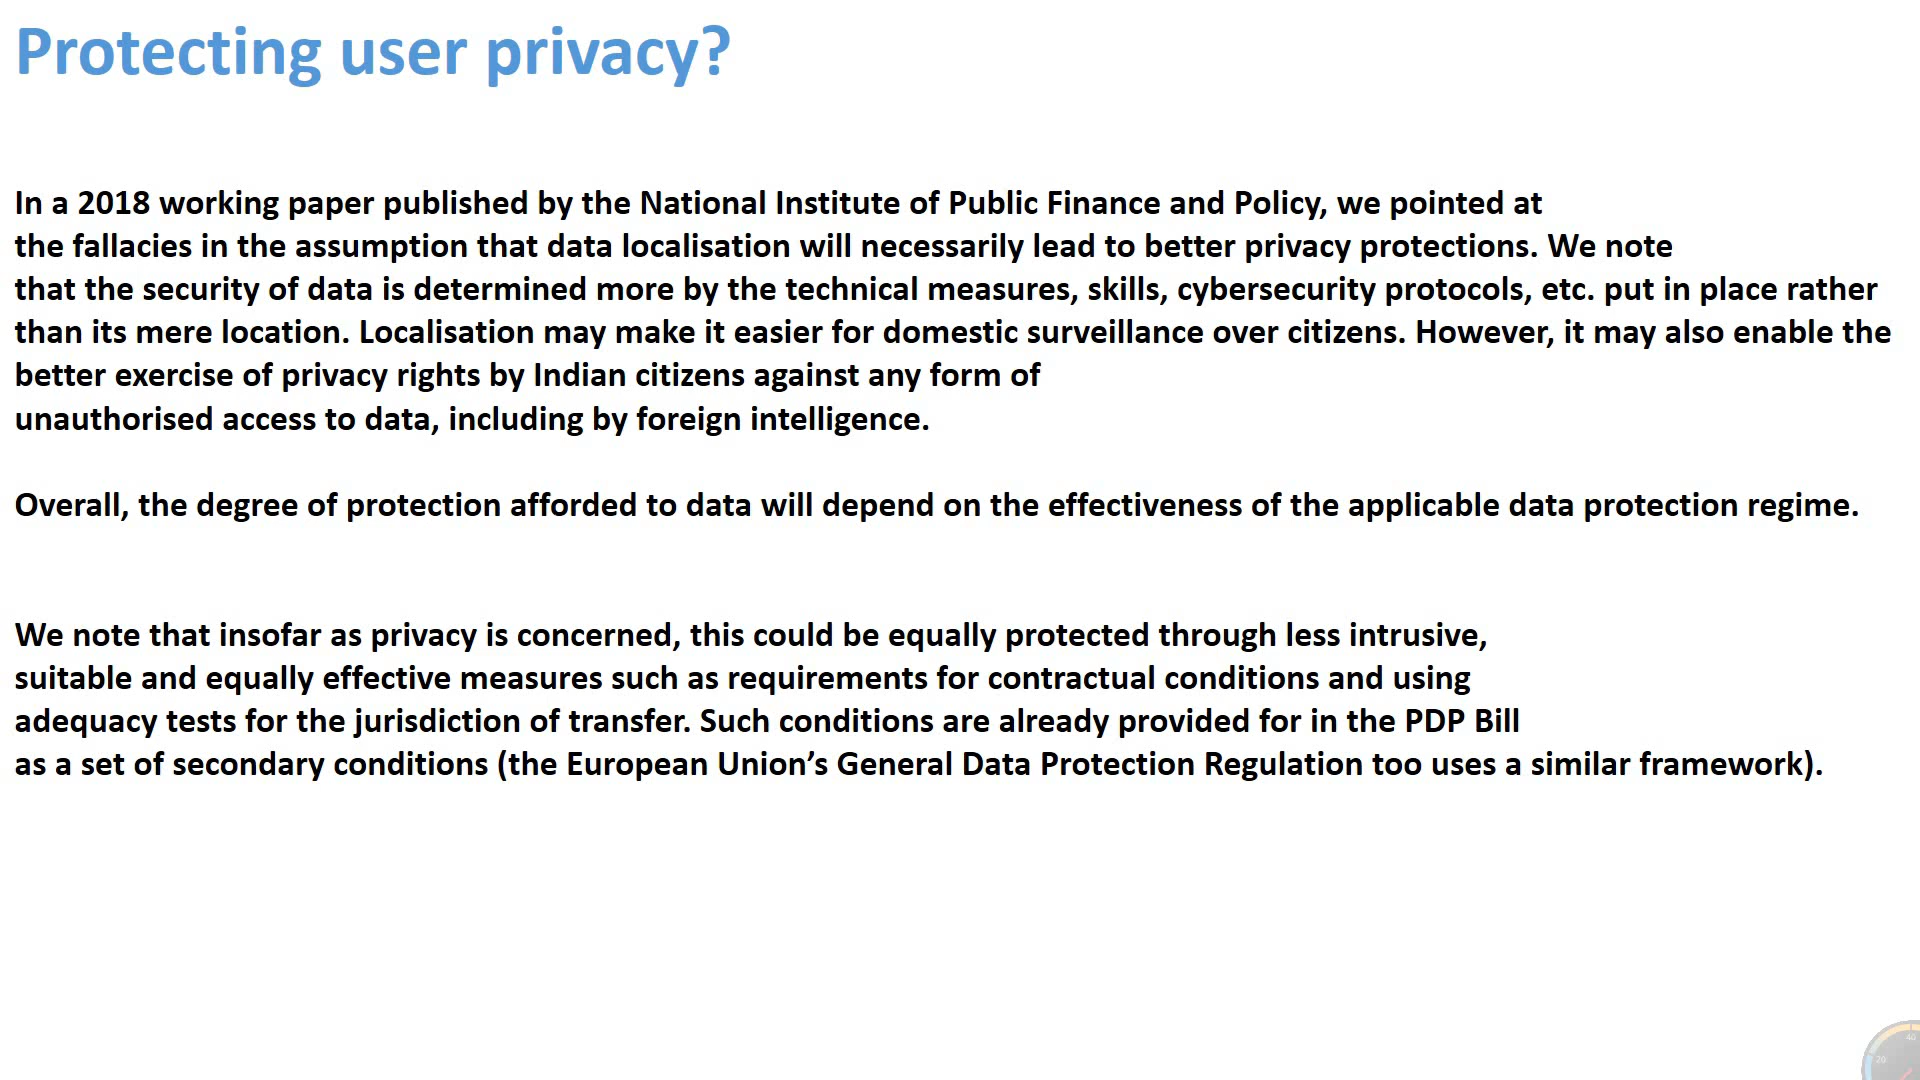 Protecting user privacy?
In a 2018 working paper published by the National Institute of Public Finance and Policy, we pointed at
the fallacies in the assumption that data localisation will necessarily lead to better privacy protections. We note
that the security of data is determined more by the technical measures, skills, cybersecurity protocols, etc. put in place rather
than its mere location. Localisation may make it easier for domestic surveillance over citizens. However, it may also enable the
better exercise of privacy rights by Indian citizens against any form of
unauthorised access to data, including by foreign intelligence.
Overall, the degree of protection afforded to data will depend on the effectiveness of the applicable data protection regime.
We note that insofar as privacy is concerned, this could be equally protected through less intrusive,
suitable and equally effective measures such as requirements for contractual conditions and using
adequacy tests for the jurisdiction of transfer. Such conditions are already provided for in the PDP Bill
as a set of secondary conditions (the European Union’s General Data Protection Regulation too uses a similar framework).
40
20